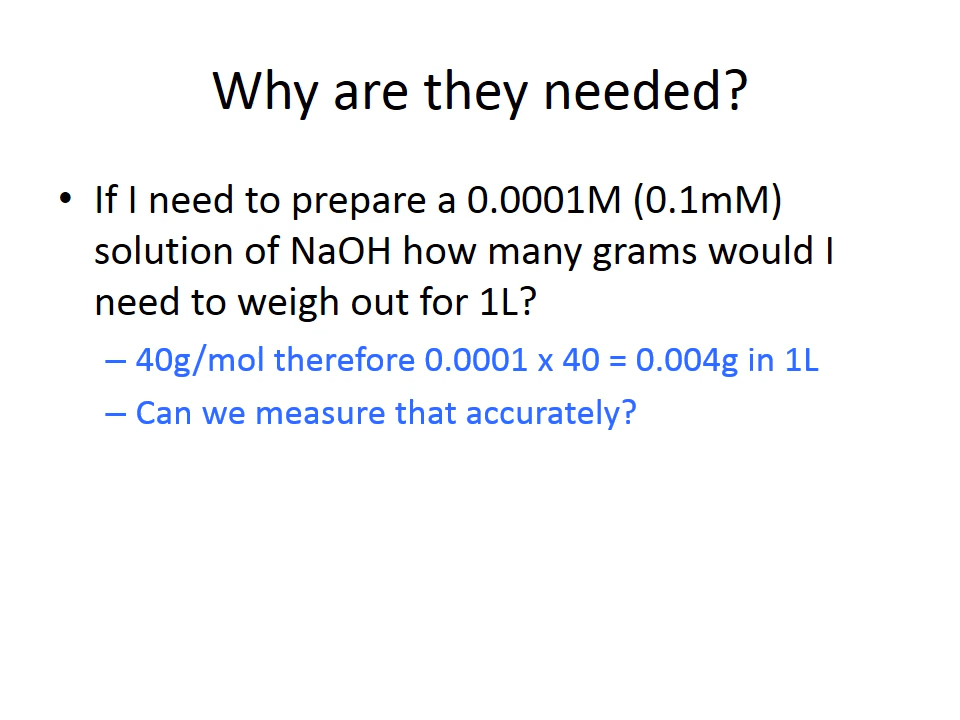 Why are they needed?
• If I need to prepare a 0.0001M (0.1mM)
solution of NaOH how many grams would I
need to weigh out for 1L?
– 40g/mol therefore 0.0001 x 40 = 0.004g in 1L
– Can we measure that accurately?